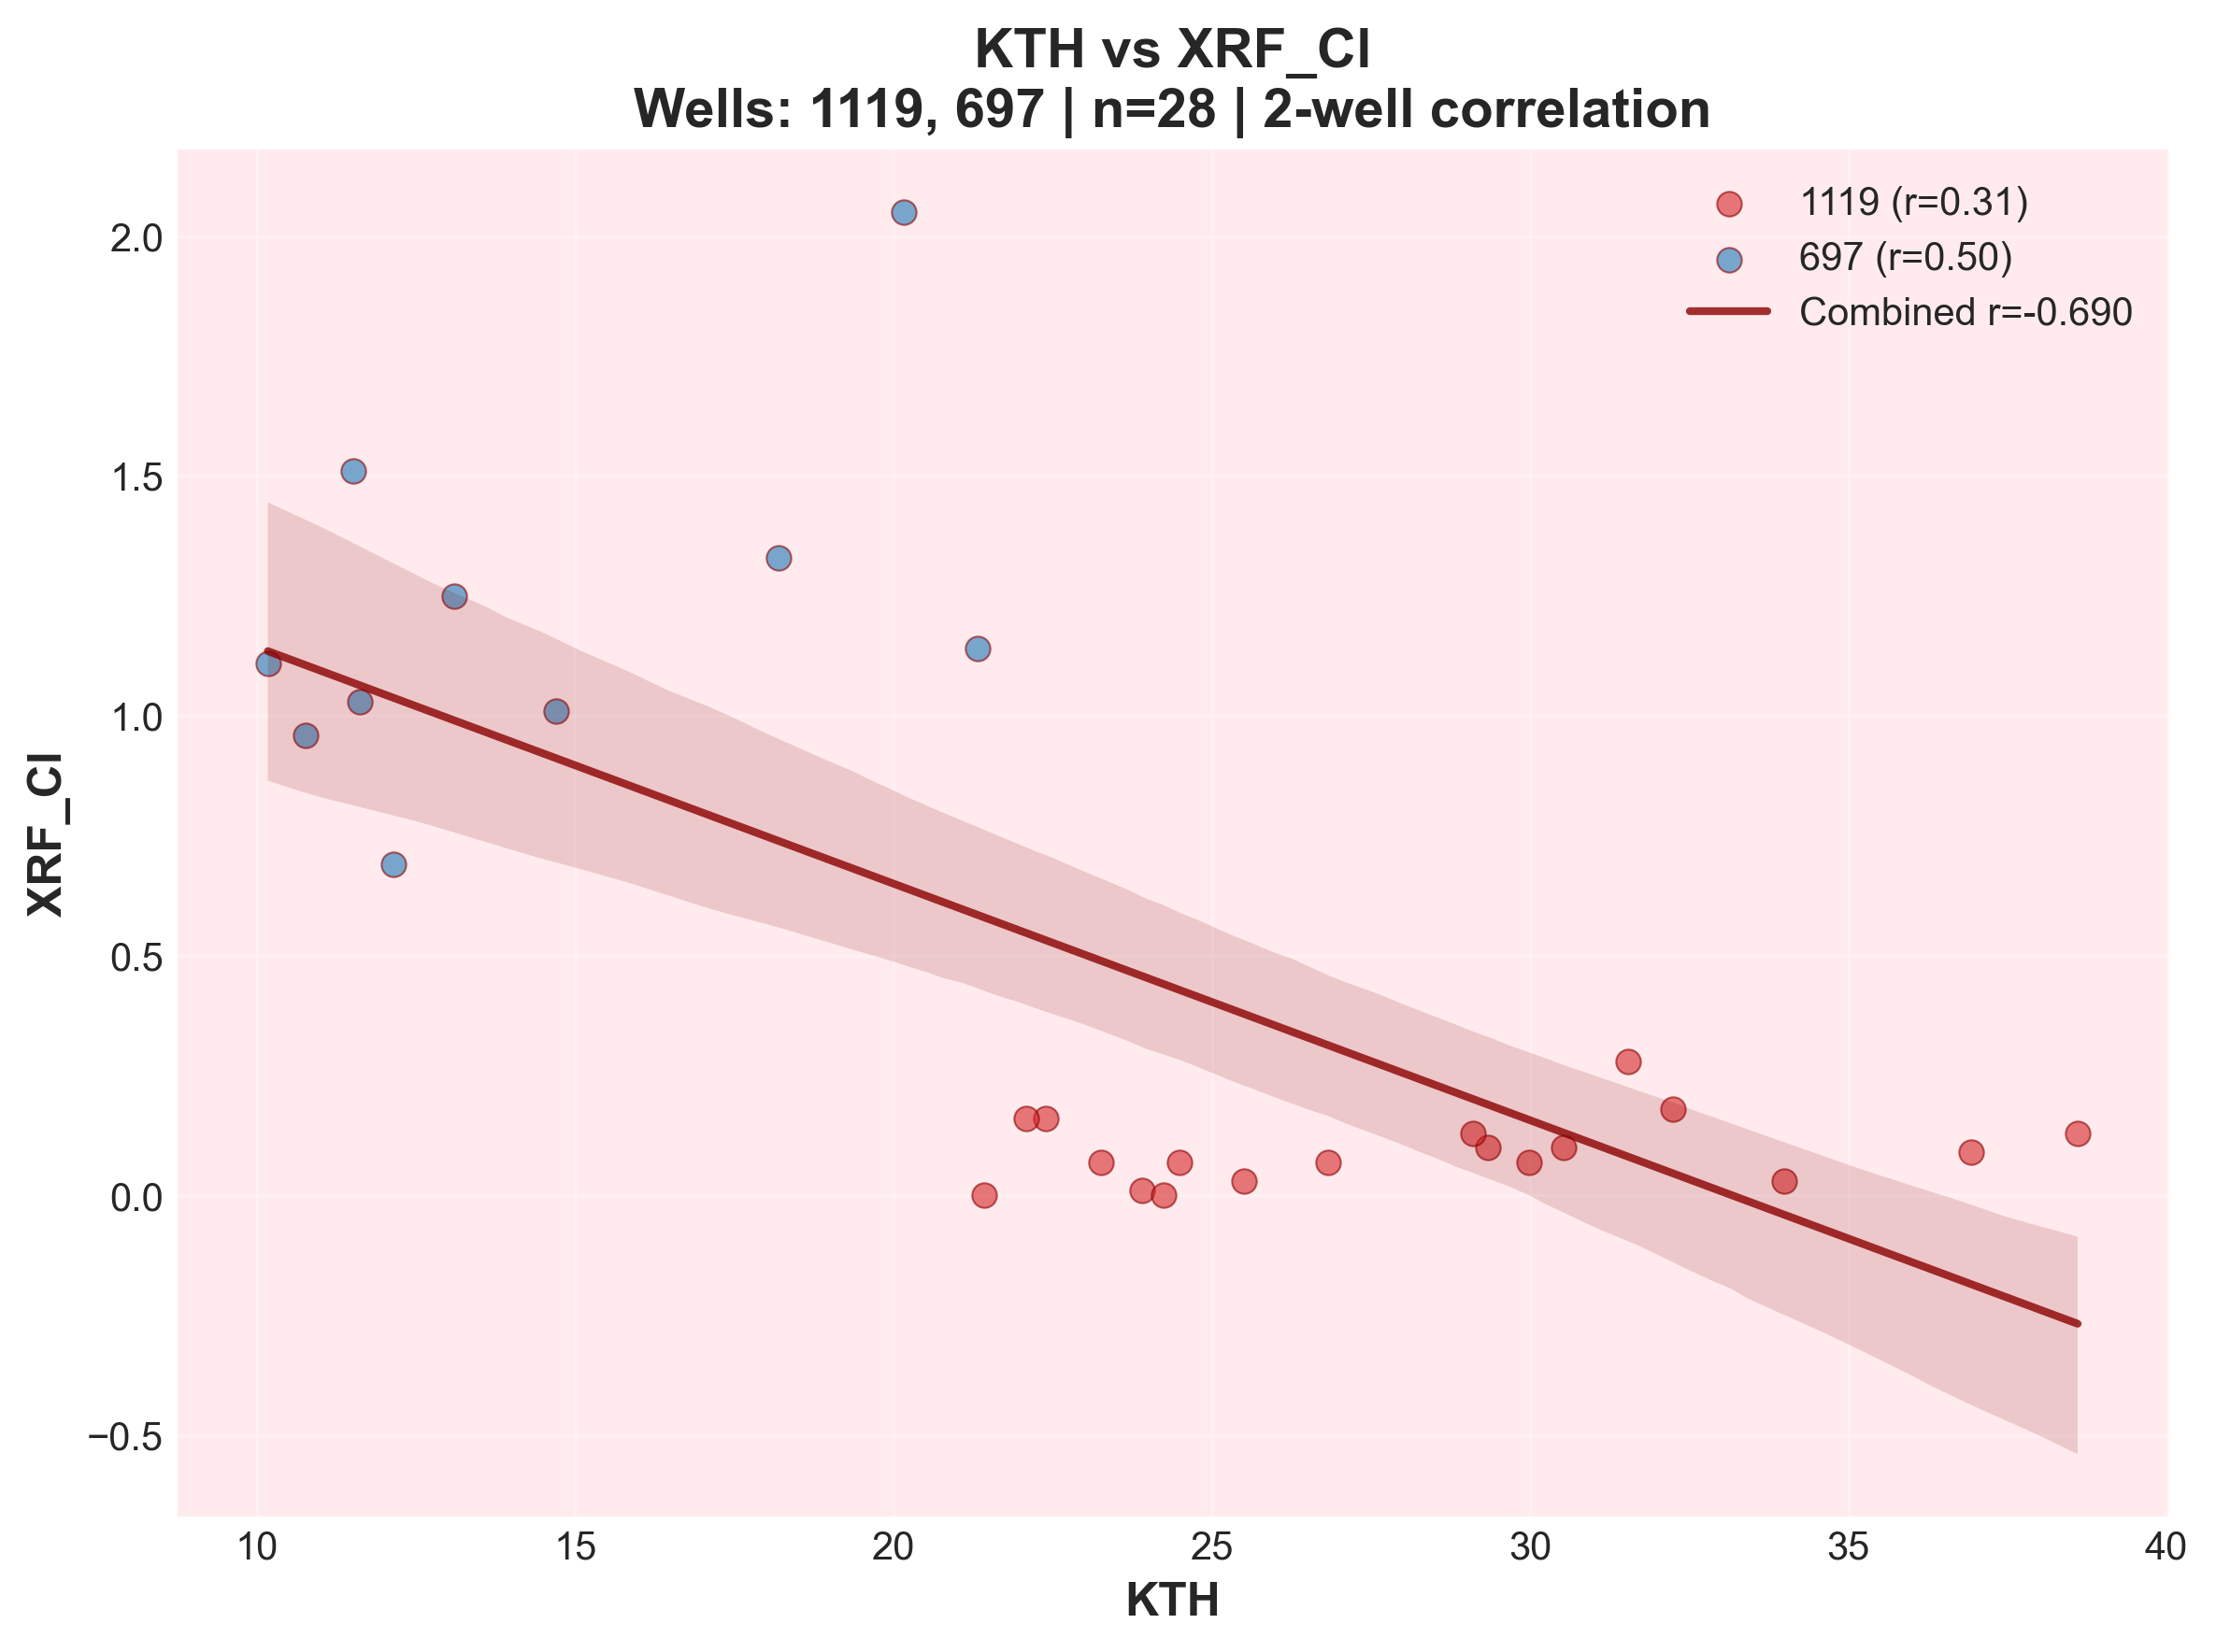 KTH vs XRF_Cl
Wells: 1119, 697 | n=28 | 2-well correlation
1119 (r=0.31)
697 (r=0.50)
Combined r=-0.690
2.0
1.5
1.0
0.5
0.0
−0.5
XRF_Cl
10 15 20 25 30 35 40
KTH